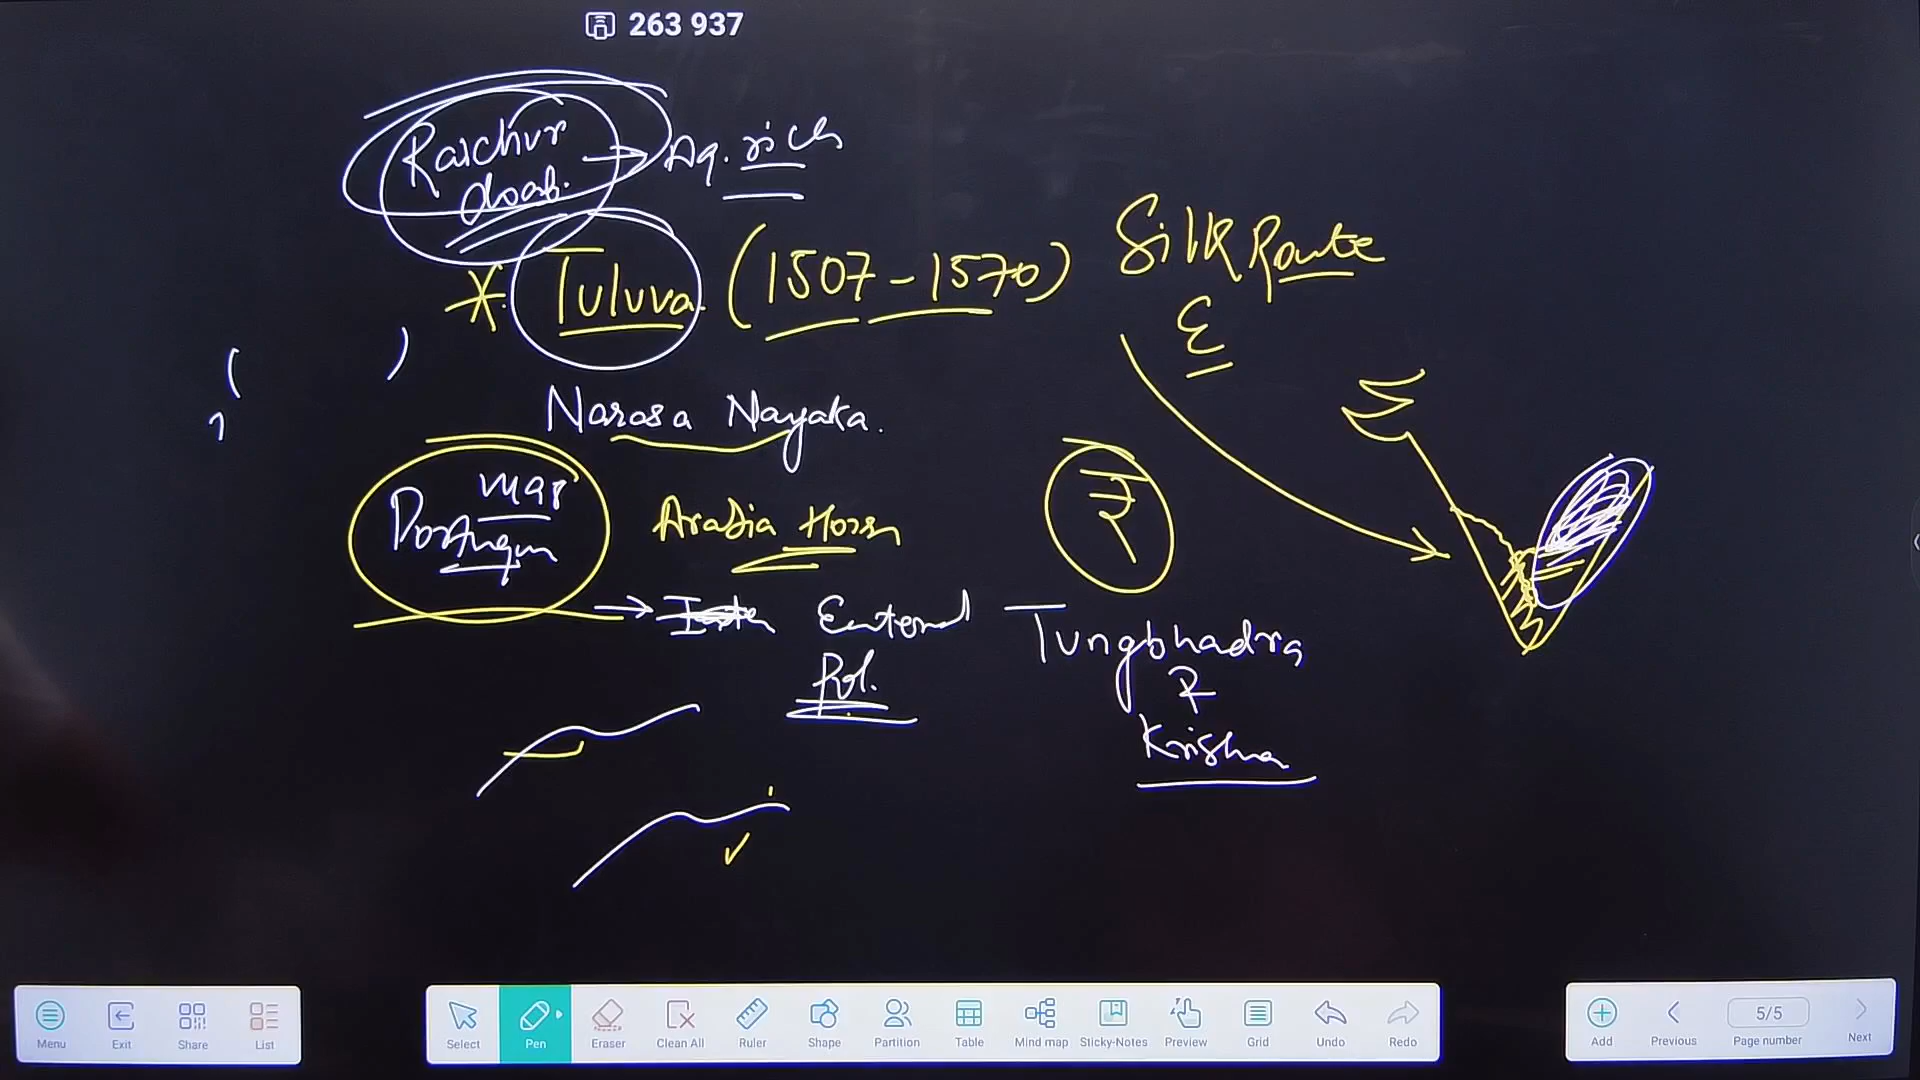 263 937
Raichur → Ag. rich
doab.
* Tuluva (1507-1570)
Silk Route
( )
Narasa Nayaka.
1498
Arabia Horse
₹
→ External
Pol.
Tungbhadra
Krishna
Menu
Exit
Share
List
Select
Pen
Eraser
Clean All
Ruler
Shape
Partition
Table
Mind map
Sticky-Notes
Preview
Grid
Undo
Redo
Add
Previous
5/5
Page number
Next